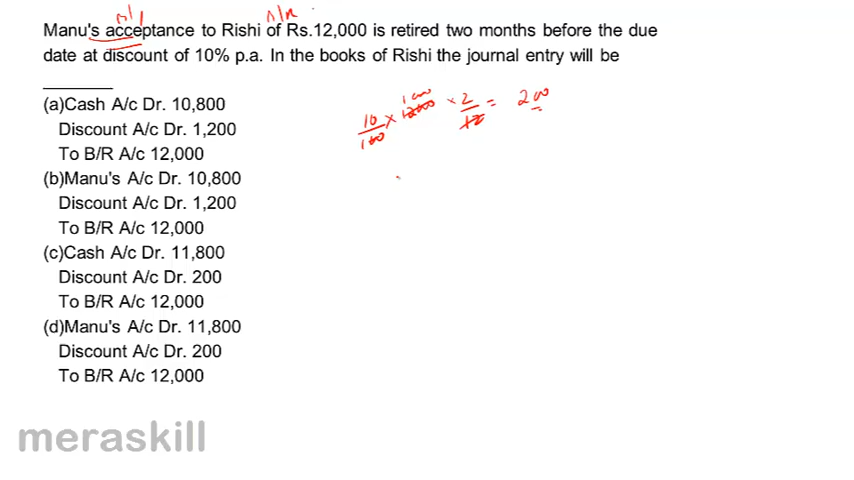 B/P B/R
Manu's acceptance to Rishi of Rs.12,000 is retired two months before the due
date at discount of 10% p.a. In the books of Rishi the journal entry will be
________
(a)Cash A/c Dr. 10,800
Discount A/c Dr. 1,200
To B/R A/c 12,000
(b)Manu's A/c Dr. 10,800
Discount A/c Dr. 1,200
To B/R A/c 12,000
(c)Cash A/c Dr. 11,800
Discount A/c Dr. 200
To B/R A/c 12,000
(d)Manu's A/c Dr. 11,800
Discount A/c Dr. 200
To B/R A/c 12,000
10/100 × 12000 × 2/12 = 200
meraskill